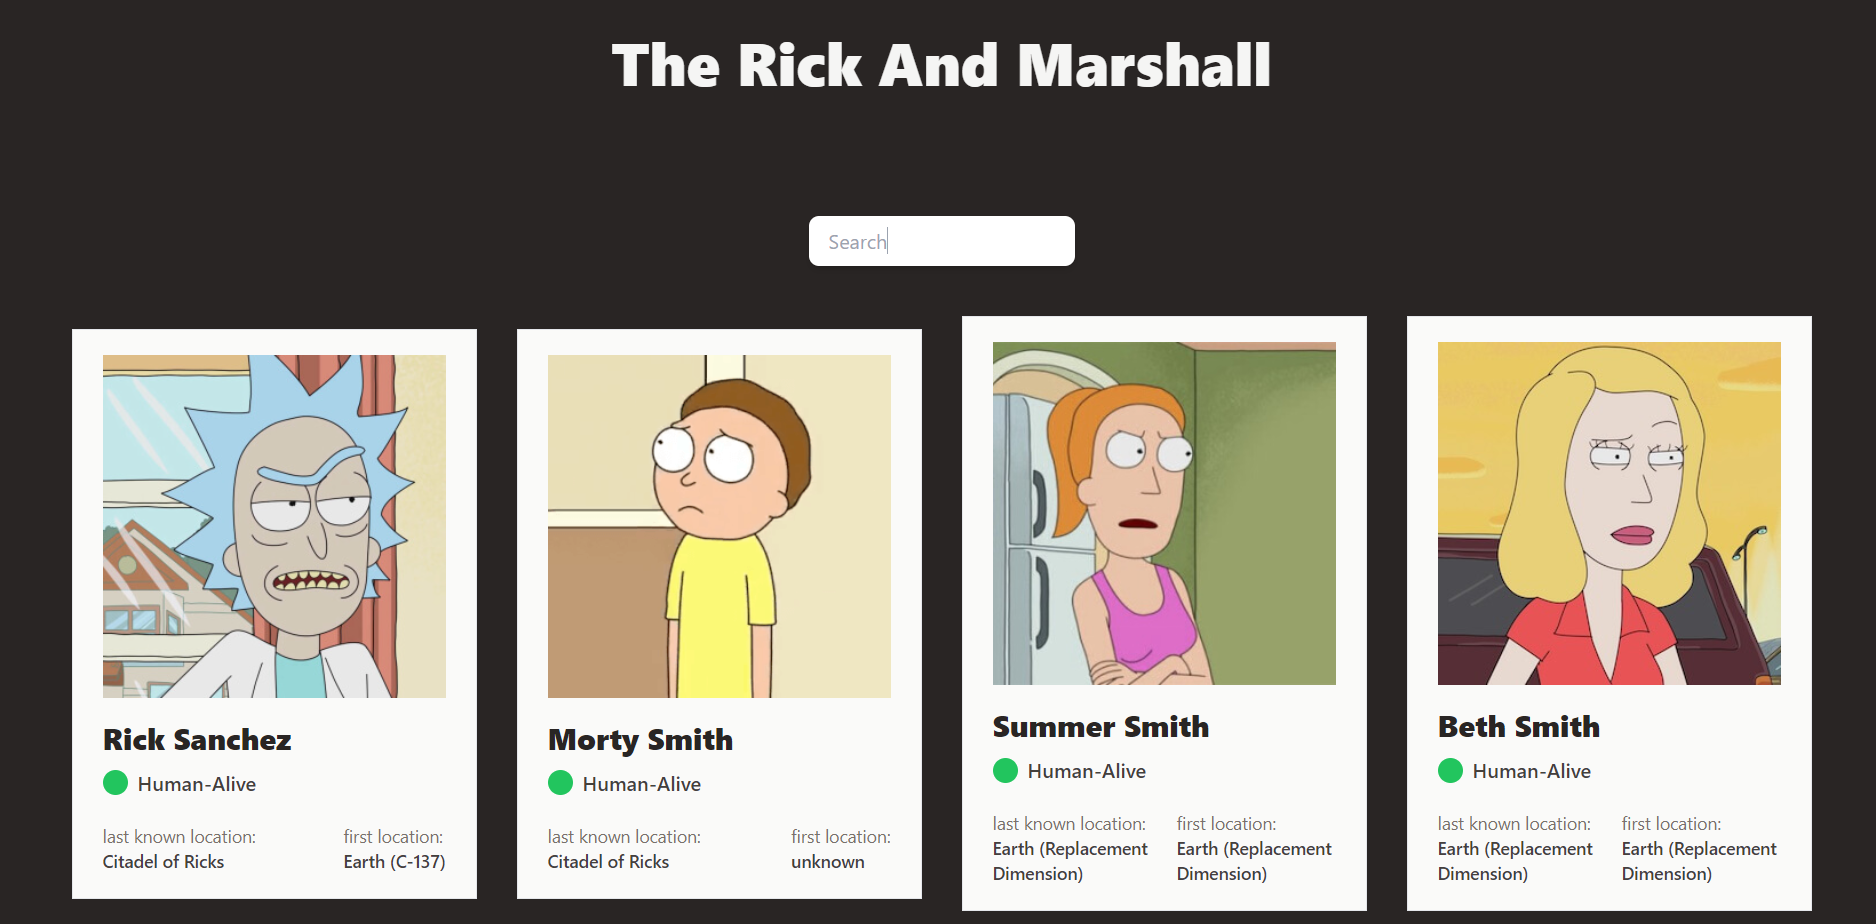 The Rick And Marshall
Search
Rick Sanchez
Human-Alive
last known location:
Citadel of Ricks
first location:
Earth (C-137)
Morty Smith
Human-Alive
last known location:
Citadel of Ricks
first location:
unknown
Summer Smith
Human-Alive
last known location:
Earth (Replacement
Dimension)
first location:
Earth (Replacement
Dimension)
Beth Smith
Human-Alive
last known location:
Earth (Replacement
Dimension)
first location:
Earth (Replacement
Dimension)